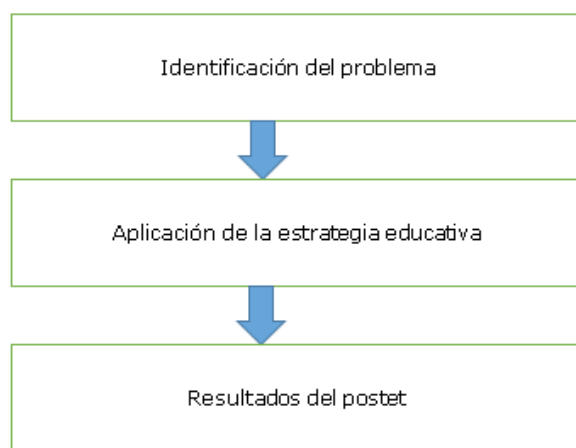 Identificación del problema
Aplicación de la estrategia educativa
Resultados del postet